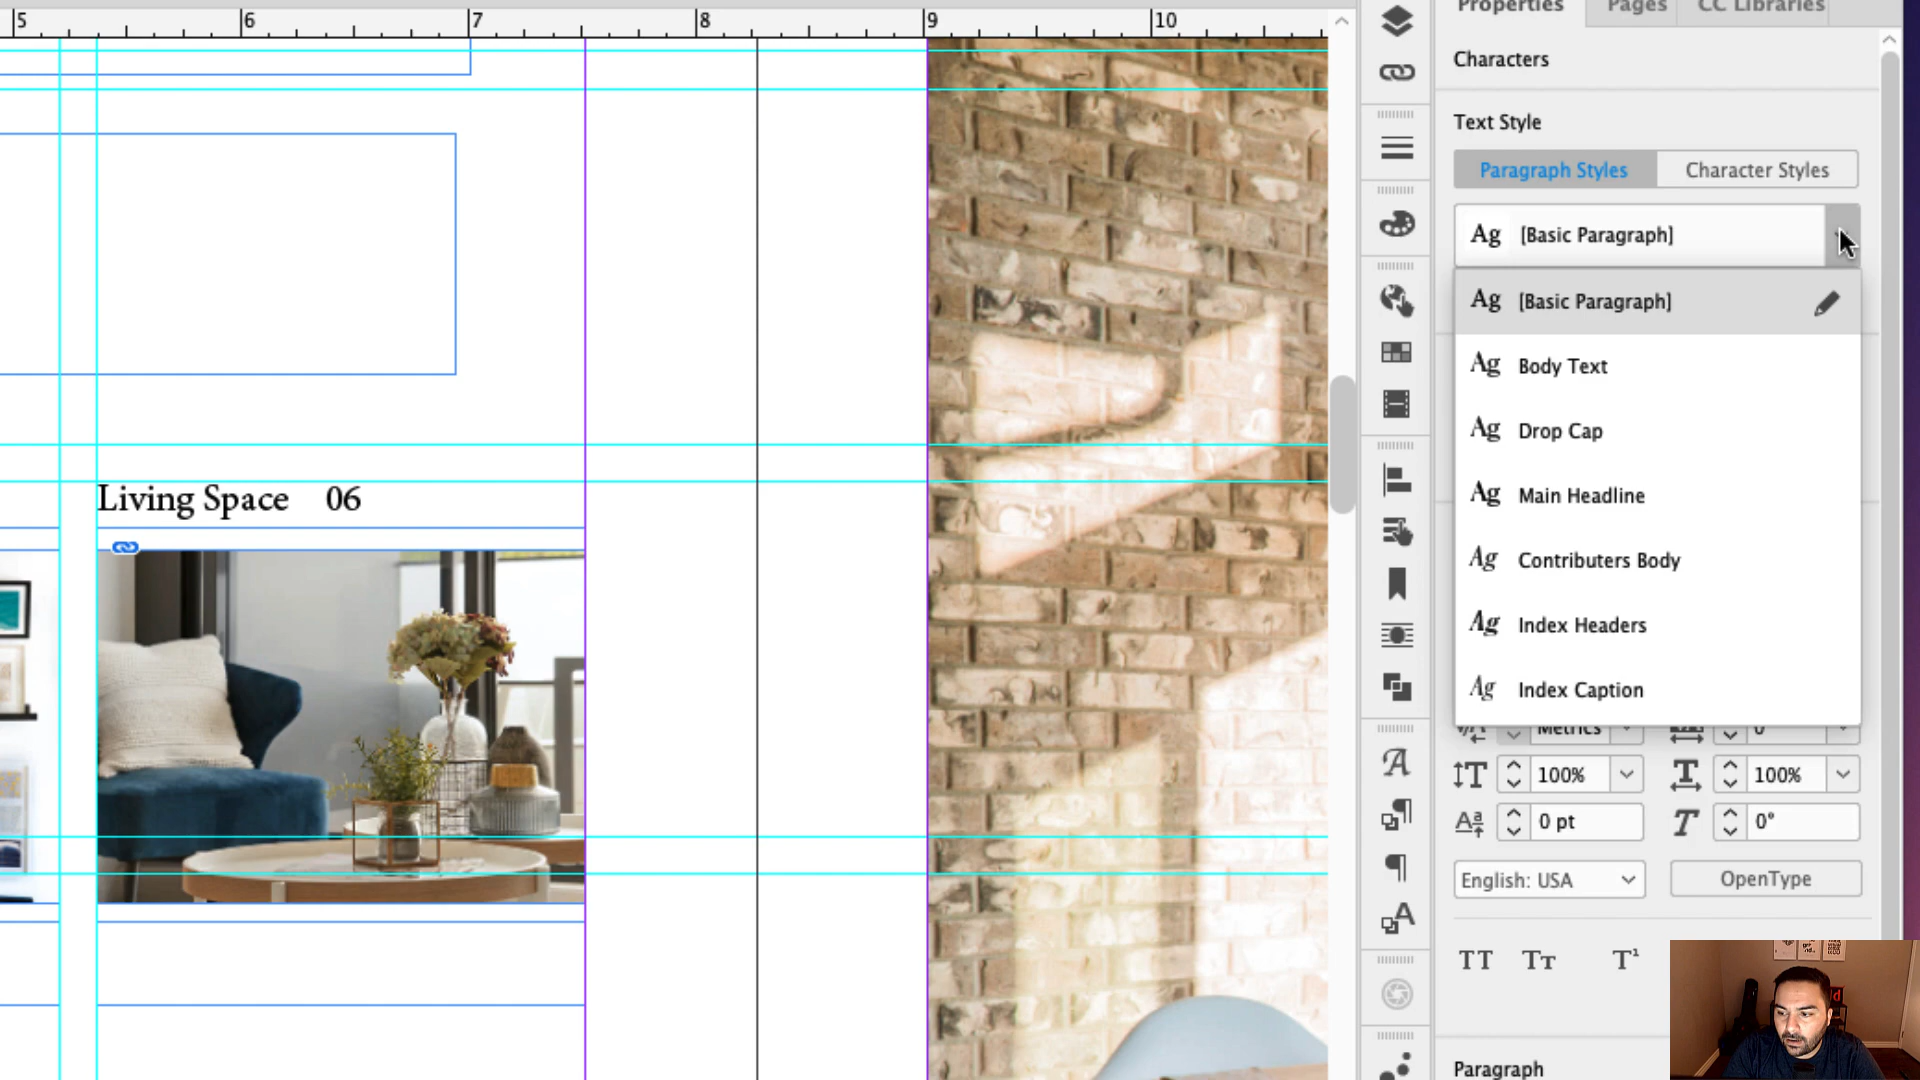 5 6 7 8 9 10
Properties Pages CC Libraries
Characters
Text Style
Paragraph Styles Character Styles
Ag [Basic Paragraph]
Ag [Basic Paragraph]
Ag Body Text
Ag Drop Cap
Ag Main Headline
Ag Contributers Body
Ag Index Headers
Ag Index Caption
Metrics 0
100% 100%
0 pt 0°
English: USA OpenType
TT Tt T¹
Paragraph
Living Space 06